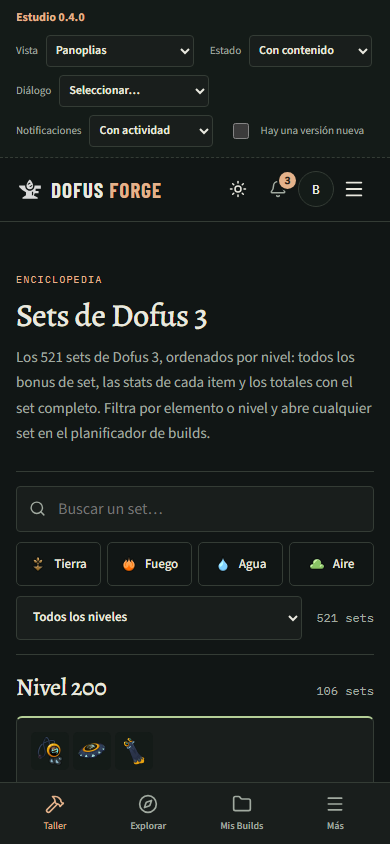 Estudio 0.4.0
Vista Panoplias Estado Con contenido
Diálogo Seleccionar...
Notificaciones Con actividad Hay una versión nueva
DOFUS FORGE 3 B
ENCICLOPEDIA
Sets de Dofus 3
Los 521 sets de Dofus 3, ordenados por nivel: todos los
bonus de set, las stats de cada item y los totales con el
set completo. Filtra por elemento o nivel y abre cualquier
set en el planificador de builds.
Buscar un set...
Tierra Fuego Agua Aire
Todos los niveles 521 sets
Nivel 200 106 sets
Taller Explorar Mis Builds Más